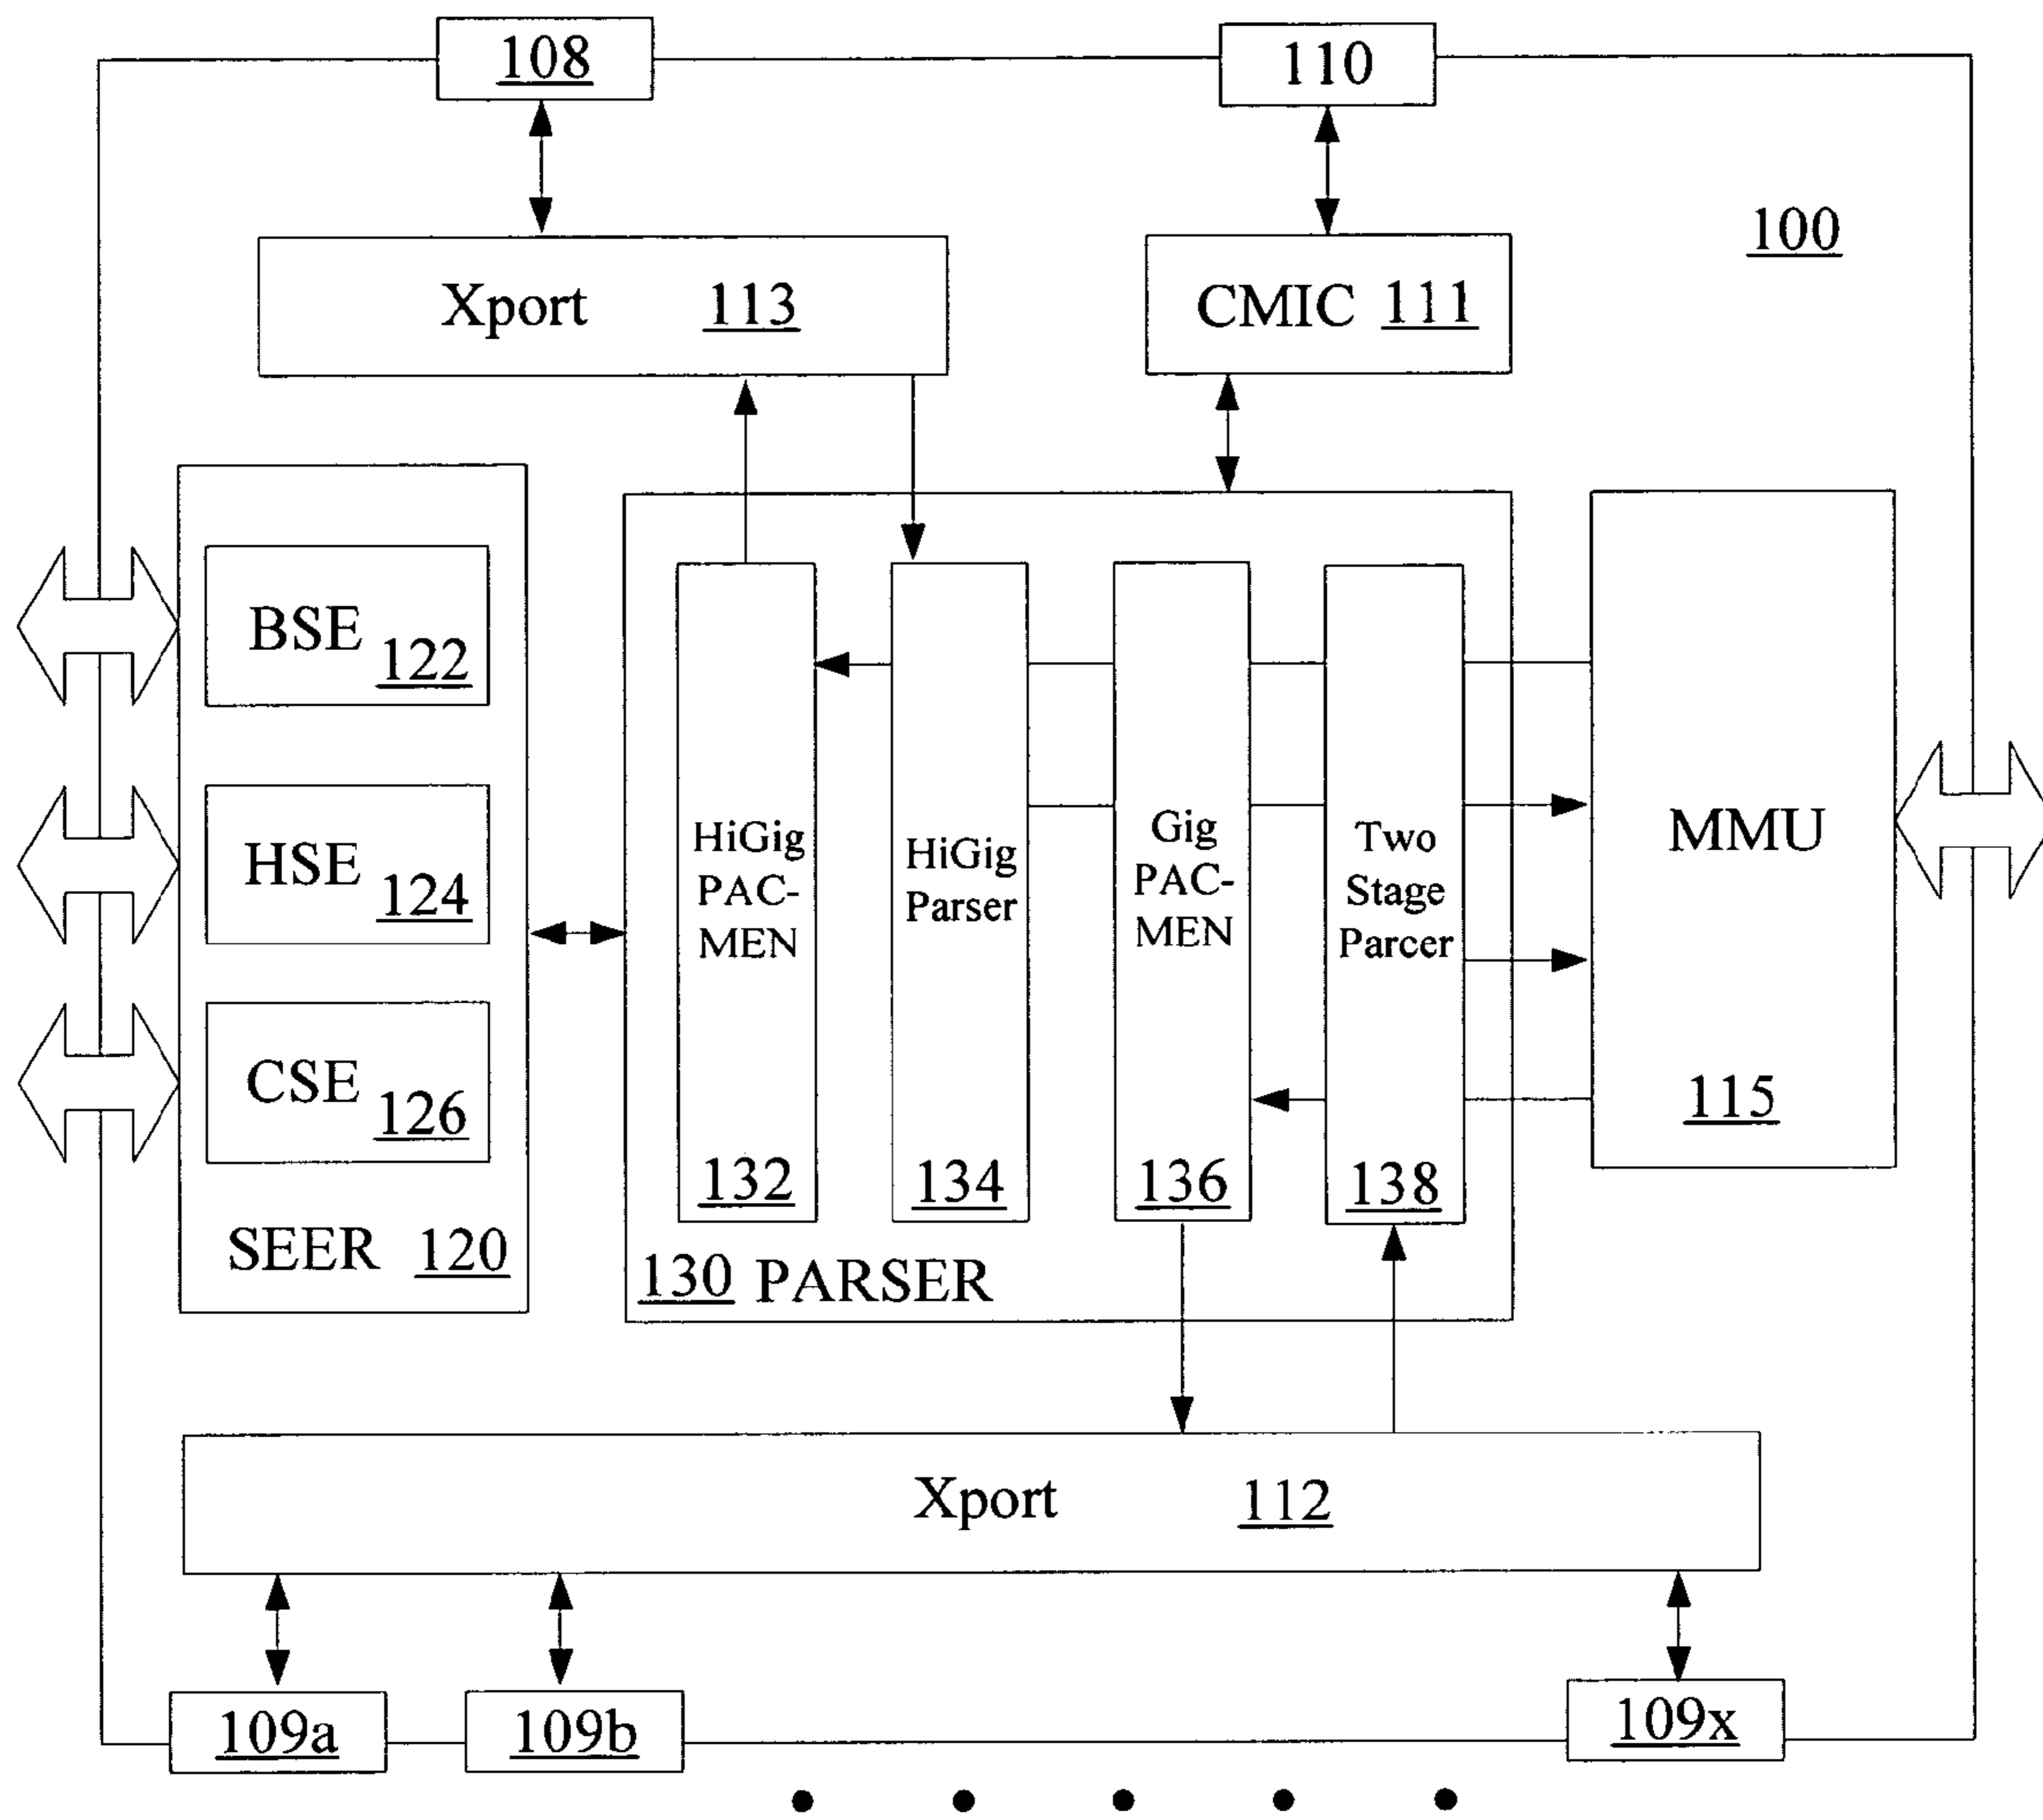 108
110
100
Xport 113
CMIC 111
BSE 122
HSE 124
CSE 126
SEER 120
HiGig
PAC-
MEN
132
HiGig
Parser
134
Gig
PAC-
MEN
136
Two
Stage
Parcer
138
130 PARSER
MMU
115
Xport 112
109a
109b
109x